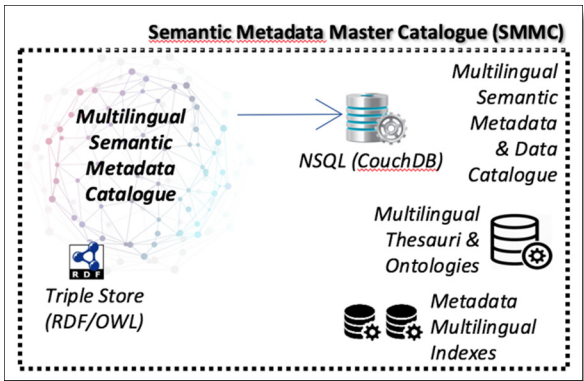 Semantic Metadata Master Catalogue (SMMC)
Multilingual
Semantic
Metadata
Catalogue
NSQL (CouchDB)
Multilingual
Semantic
Metadata
& Data
Catalogue
Multilingual
Thesauri &
Ontologies
RDF
Triple Store
(RDF/OWL)
Metadata
Multilingual
Indexes